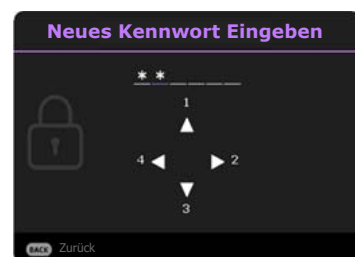 Neues Kennwort Eingeben
* * _ _ _ _
1
4 2
3
BACK Zurück